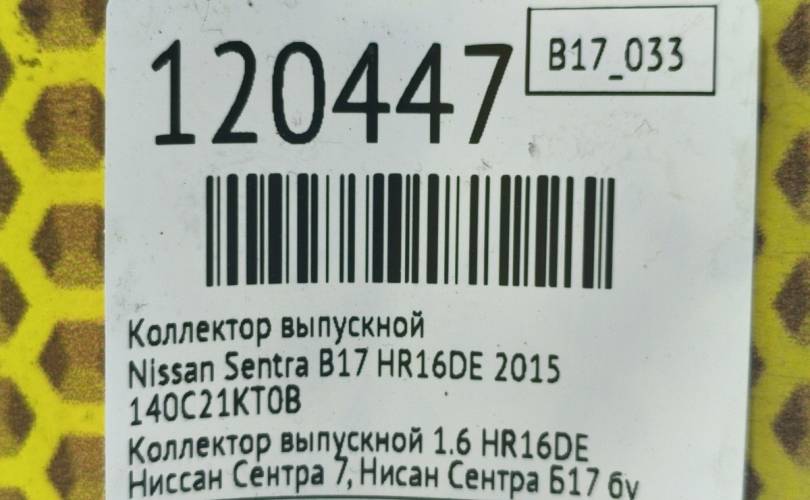 120447
B17_033
Коллектор выпускной
Nissan Sentra B17 HR16DE 2015
140C21KT0B
Коллектор выпускной 1.6 HR16DE
Ниссан Сентра 7, Нисан Сентра Б17 бу